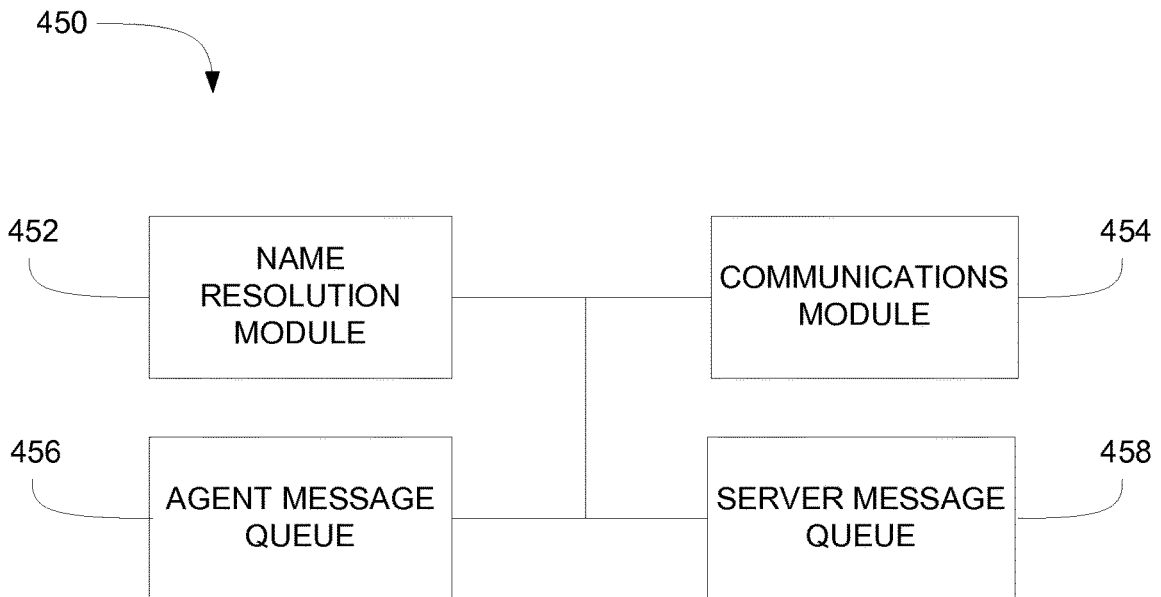 450
452
NAME
RESOLUTION
MODULE
COMMUNICATIONS
MODULE
454
456
AGENT MESSAGE
QUEUE
SERVER MESSAGE
QUEUE
458